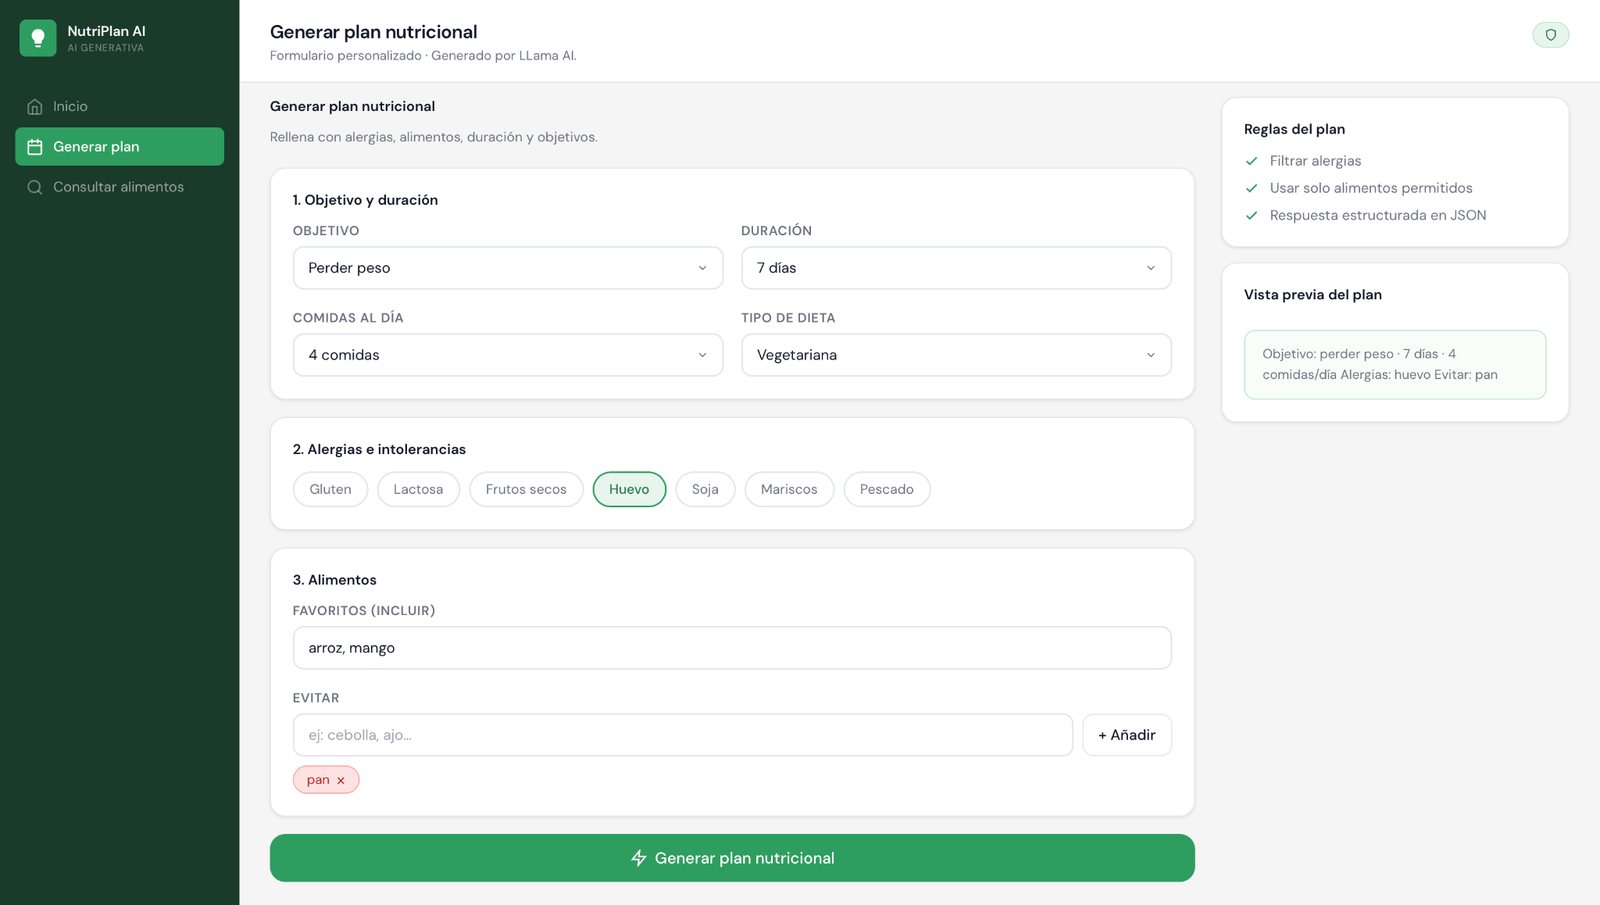 NutriPlan AI
AI GENERATIVA
Inicio
Generar plan
Consultar alimentos
Generar plan nutricional
Formulario personalizado · Generado por LLama AI.
Generar plan nutricional
Rellena con alergias, alimentos, duración y objetivos.
1. Objetivo y duración
OBJETIVO
DURACIÓN
Perder peso
7 días
COMIDAS AL DÍA
TIPO DE DIETA
4 comidas
Vegetariana
2. Alergias e intolerancias
Gluten
Lactosa
Frutos secos
Huevo
Soja
Mariscos
Pescado
3. Alimentos
FAVORITOS (INCLUIR)
arroz, mango
EVITAR
ej: cebolla, ajo...
+ Añadir
pan ×
Generar plan nutricional
Reglas del plan
Filtrar alergias
Usar solo alimentos permitidos
Respuesta estructurada en JSON
Vista previa del plan
Objetivo: perder peso · 7 días · 4
comidas/día Alergias: huevo Evitar: pan